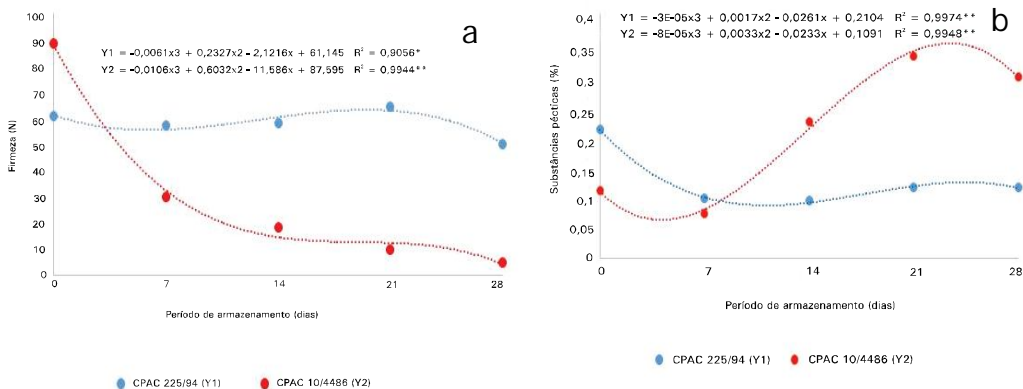 a
Y1 = -0,0061x3 + 0,2327x2 - 2,1216x + 61,145 R² = 0,9056*
Y2 = -0,0106x3 + 0,6032x2 - 11,586x + 87,595 R² = 0,9944**
Firmeza (N)
100
90
80
70
60
50
40
30
20
10
0
0 7 14 21 28
Período de armazenamento (dias)
CPAC 225/94 (Y1) CPAC 10/4486 (Y2)
b
Y1 = -3E-05x3 + 0,0017x2 - 0,0261x + 0,2104 R² = 0,9974**
Y2 = -8E-05x3 + 0,0033x2 - 0,0233x + 0,1091 R² = 0,9948**
Substâncias pécticas (%)
0,4
0,35
0,3
0,25
0,2
0,15
0,1
0,05
0
0 7 14 21 28
Período de armazenamento (dias)
CPAC 225/94 (Y1) CPAC 10/4486 (Y2)